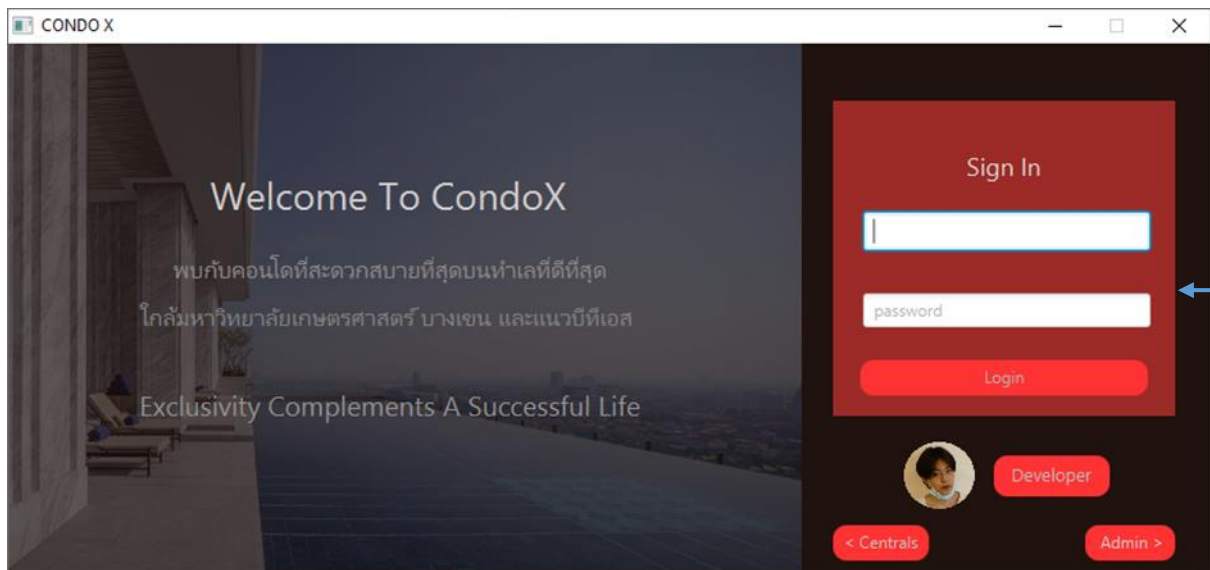 CONDO X
Welcome To CondoX
พบกับคอนโดที่สะดวกสบายที่สุดบนทำเลที่ดีที่สุด
ใกล้มหาวิทยาลัยเกษตรศาสตร์ บางเขน และแนวบีทีเอส
Exclusivity Complements A Successful Life
Sign In
password
Login
Developer
< Centrals
Admin >